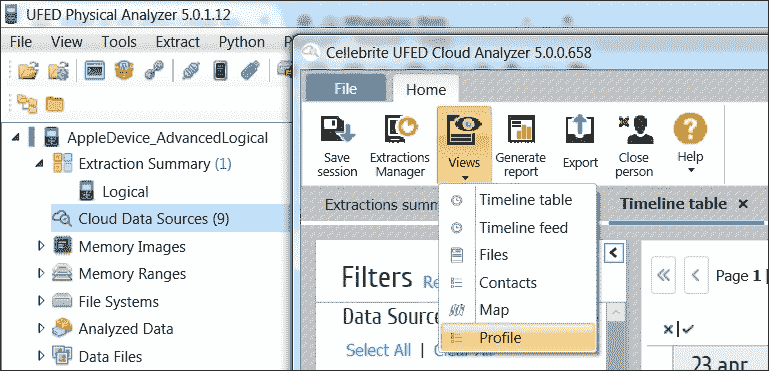 UFED Physical Analyzer 5.0.1.12
File View Tools Extract Python P
AppleDevice_AdvancedLogical
Extraction Summary (1)
Logical
Cloud Data Sources (9)
Memory Images
Memory Ranges
File Systems
Analyzed Data
Data Files
Cellebrite UFED Cloud Analyzer 5.0.0.658
File Home
Save session
Extractions Manager
Views
Generate report
Export
Close person
Help
Extractions summ
Timeline table ×
Timeline table
Timeline feed
Files
Contacts
Map
Profile
Filters Re
Data Source
Select All |
Page 1
23 apr